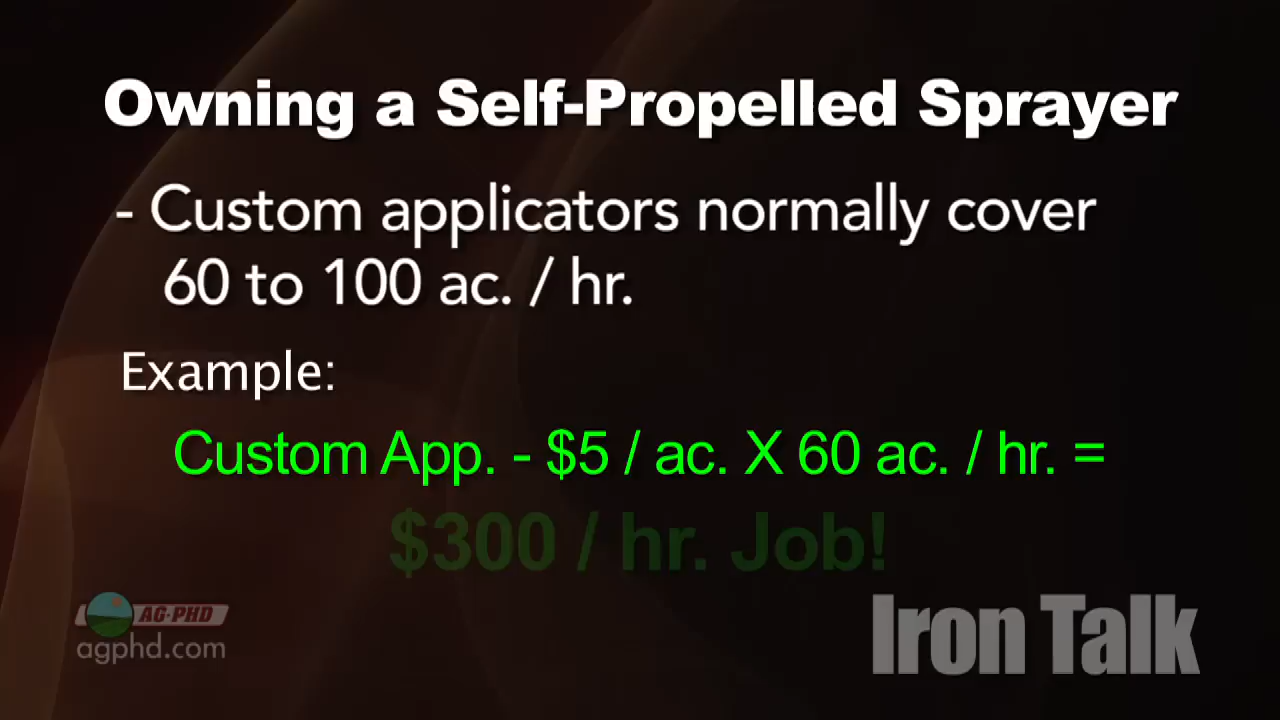 Owning a Self-Propelled Sprayer
- Custom applicators normally cover
60 to 100 ac. / hr.
Example:
Custom App. - $5 / ac. X 60 ac. / hr. =
$300 / hr. Job!
AG-PHD
agphd.com
Iron Talk